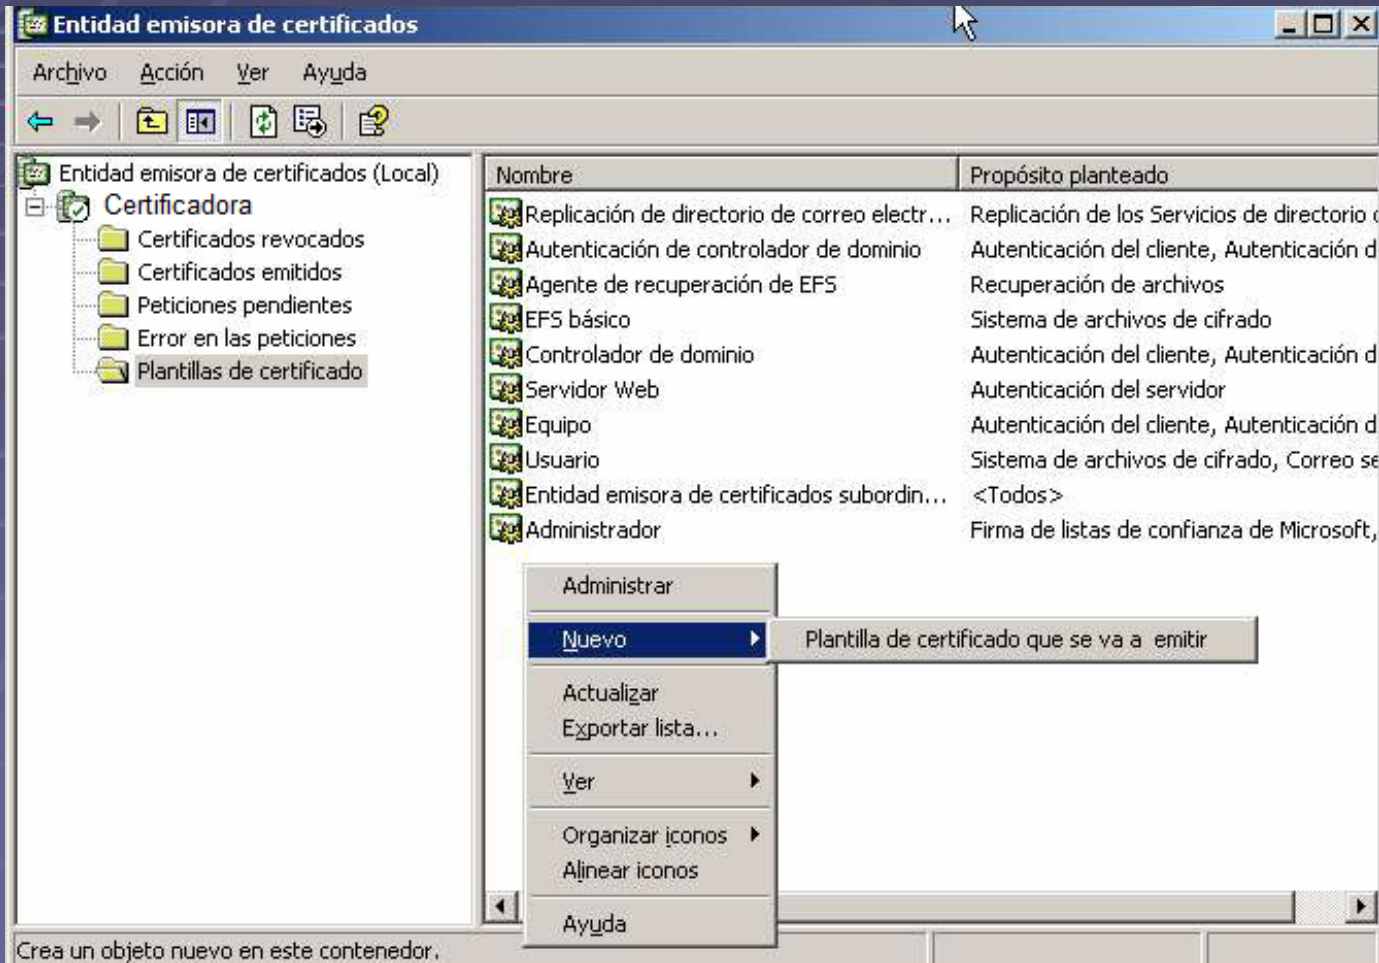 Entidad emisora de certificados
Archivo Acción Ver Ayuda
Entidad emisora de certificados (Local)
Certificadora
Certificados revocados
Certificados emitidos
Peticiones pendientes
Error en las peticiones
Plantillas de certificado
Nombre Propósito planteado
Replicación de directorio de correo electr... Replicación de los Servicios de directorio
Autenticación de controlador de dominio Autenticación del cliente, Autenticación d
Agente de recuperación de EFS Recuperación de archivos
EFS básico Sistema de archivos de cifrado
Controlador de dominio Autenticación del cliente, Autenticación d
Servidor Web Autenticación del servidor
Equipo Autenticación del cliente, Autenticación d
Usuario Sistema de archivos de cifrado, Correo se
Entidad emisora de certificados subordin... <Todos>
Administrador Firma de listas de confianza de Microsoft,
Administrar
Nuevo Plantilla de certificado que se va a emitir
Actualizar
Exportar lista...
Ver
Organizar iconos
Alinear iconos
Ayuda
Crea un objeto nuevo en este contenedor.